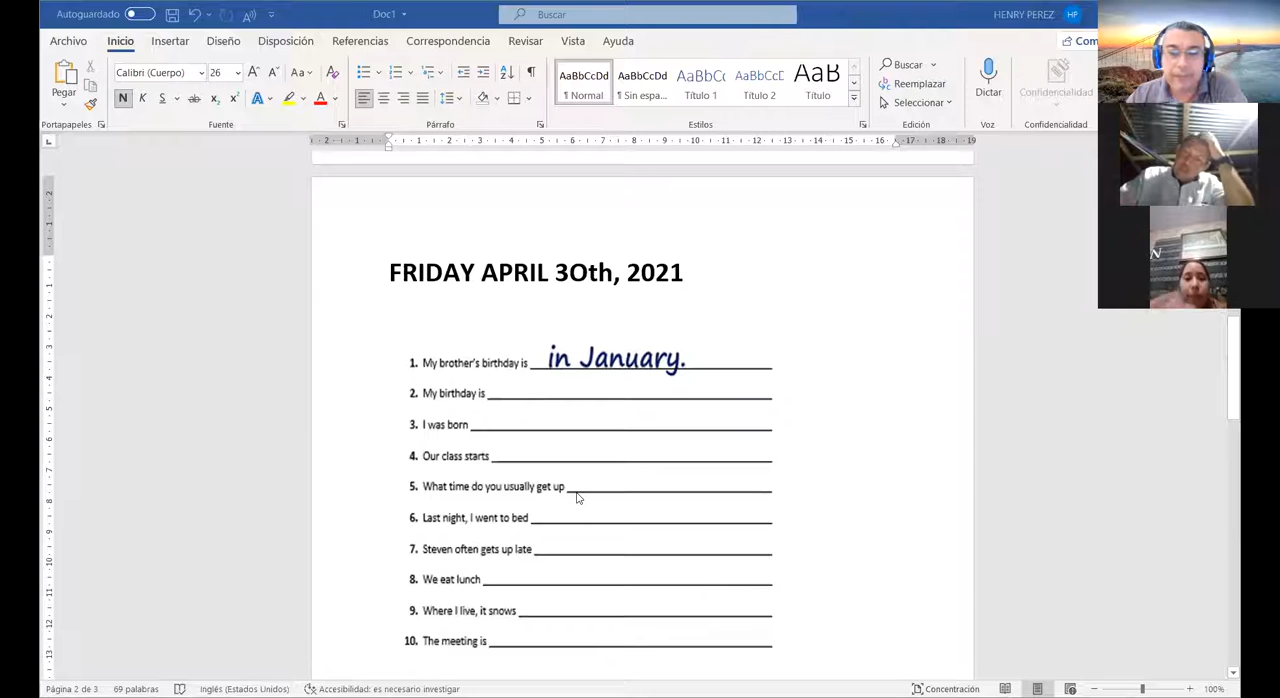 Autoguardado
Doc1
Buscar
HENRY PEREZ HP
Archivo Inicio Insertar Diseño Disposición Referencias Correspondencia Revisar Vista Ayuda
Com
Pegar
Calibri (Cuerpo) 26
N K S ab x₂ x²
AaBbCcDd AaBbCcDd AaBbCc AaBbCcC AaB
¶ Normal ¶ Sin espa... Título 1 Título 2 Título
Buscar
Reemplazar
Seleccionar
Dictar
Confidencialidad
Portapapeles Fuente Párrafo Estilos Edición Voz Confidencialidad
FRIDAY APRIL 3Oth, 2021
1. My brother's birthday is in January.
2. My birthday is
3. I was born
4. Our class starts
5. What time do you usually get up
6. Last night, I went to bed
7. Steven often gets up late
8. We eat lunch
9. Where I live, it snows
10. The meeting is
Página 2 de 3 69 palabras Inglés (Estados Unidos) Accesibilidad: es necesario investigar Concentración 100%